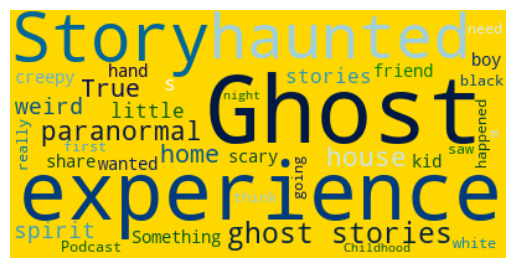 Story haunted
need
creepy hand
True s stories friend boy
black
weird little night
paranormal Ghost
really first
share wanted home scary house kid saw
happened
m
going
experience
think
spirit Something ghost stories white
Podcast Childhood